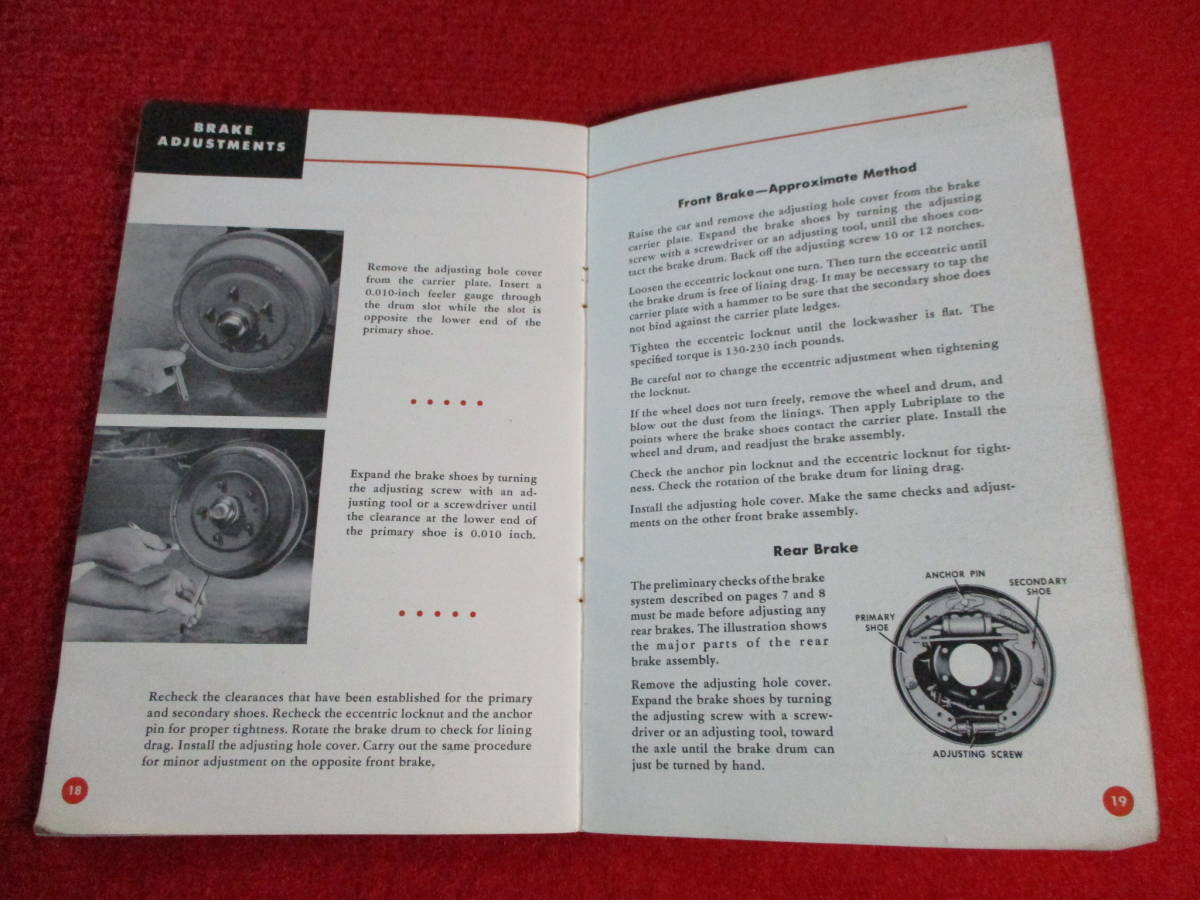 BRAKE
ADJUSTMENTS
Remove the adjusting hole cover
from the carrier plate. Insert a
0.010-inch feeler gauge through
the drum slot while the slot is
opposite the lower end of the
primary shoe.
Expand the brake shoes by turning
the adjusting screw with an ad-
justing tool or a screwdriver until
the clearance at the lower end of
the primary shoe is 0.010 inch.
Recheck the clearances that have been established for the primary
and secondary shoes. Recheck the eccentric locknut and the anchor
pin for proper tightness. Rotate the brake drum to check for lining
drag. Install the adjusting hole cover. Carry out the same procedure
for minor adjustment on the opposite front brake.
18
Front Brake—Approximate Method
Raise the car and remove the adjusting hole cover from the brake
carrier plate. Expand the brake shoes by turning the adjusting
screw with a screwdriver or an adjusting tool, until the shoes con-
tact the brake drum. Back off the adjusting screw 10 or 12 notches.
Loosen the eccentric locknut one turn. Then turn the eccentric until
the brake drum is free of lining drag. It may be necessary to tap the
carrier plate with a hammer to be sure that the secondary shoe does
not bind against the carrier plate ledges.
Tighten the eccentric locknut until the lockwasher is flat. The
specified torque is 130-230 inch pounds.
Be careful not to change the eccentric adjustment when tightening
the locknut.
If the wheel does not turn freely, remove the wheel and drum, and
blow out the dust from the linings. Then apply Lubriplate to the
points where the brake shoes contact the carrier plate. Install the
wheel and drum, and readjust the brake assembly.
Check the anchor pin locknut and the eccentric locknut for tight-
ness. Check the rotation of the brake drum for lining drag.
Install the adjusting hole cover. Make the same checks and adjust-
ments on the other front brake assembly.
Rear Brake
The preliminary checks of the brake
system described on pages 7 and 8
must be made before adjusting any
rear brakes. The illustration shows
the major parts of the rear
brake assembly.
Remove the adjusting hole cover.
Expand the brake shoes by turning
the adjusting screw with a screw-
driver or an adjusting tool, toward
the axle until the brake drum can
just be turned by hand.
ANCHOR PIN
SECONDARY
SHOE
PRIMARY
SHOE
ADJUSTING SCREW
19